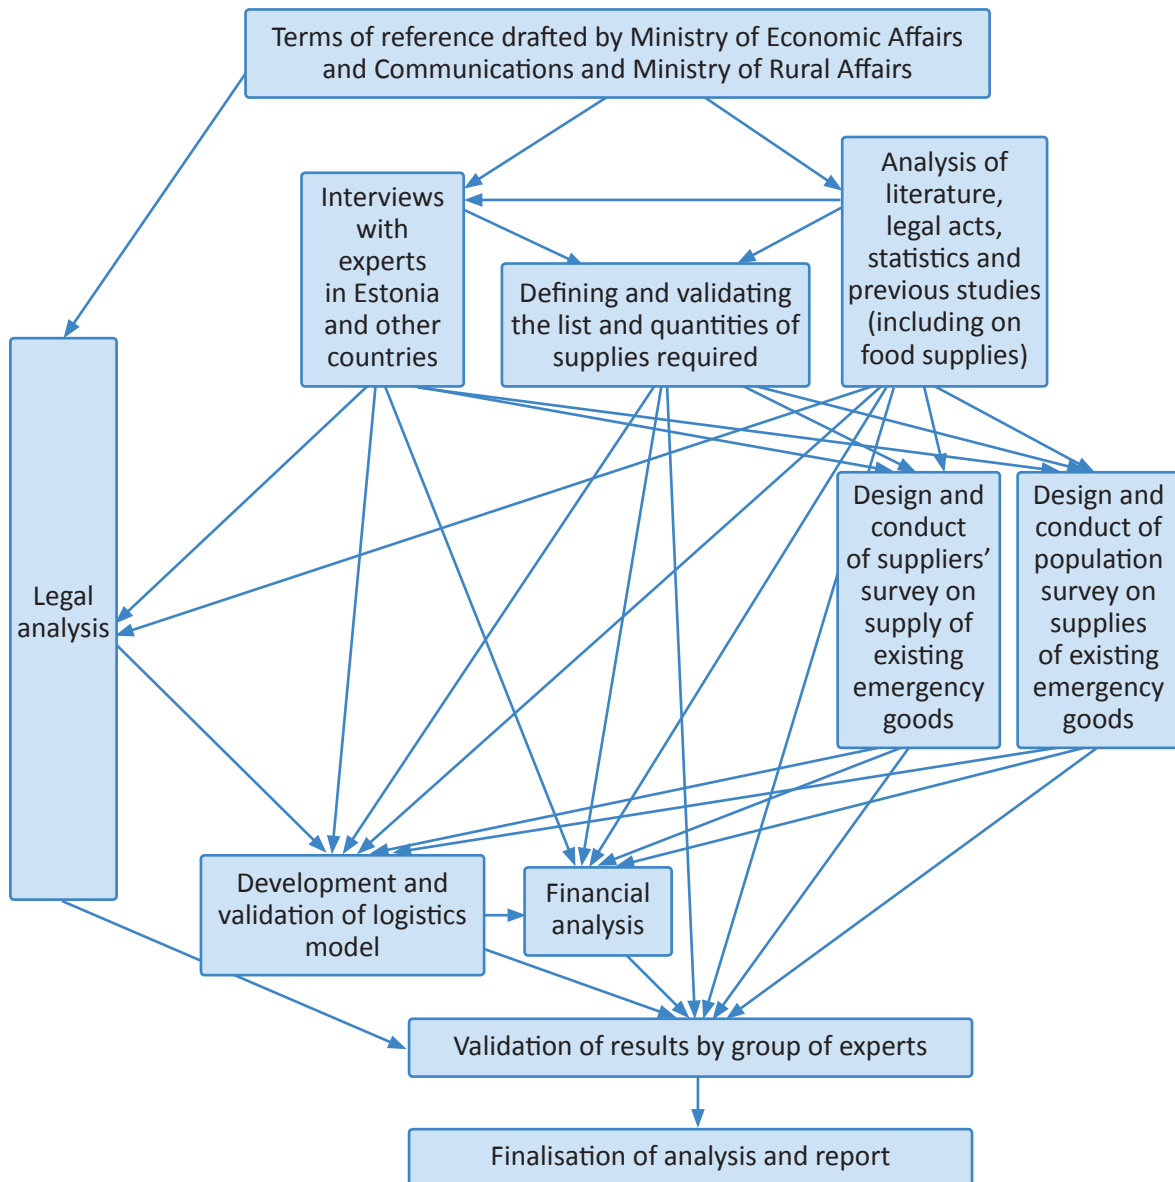 Terms of reference drafted by Ministry of Economic Affairs
and Communications and Ministry of Rural Affairs
Interviews
with
experts
in Estonia
and other
countries
Defining and validating
the list and quantities of
supplies required
Analysis of
literature,
legal acts,
statistics and
previous studies
(including on
food supplies)
Legal
analysis
Design and
conduct
of suppliers’
survey on
supply of
existing
emergency
goods
Design and
conduct of
population
survey on
supplies
of existing
emergency
goods
Development and
validation of logistics
model
Financial
analysis
Validation of results by group of experts
Finalisation of analysis and report